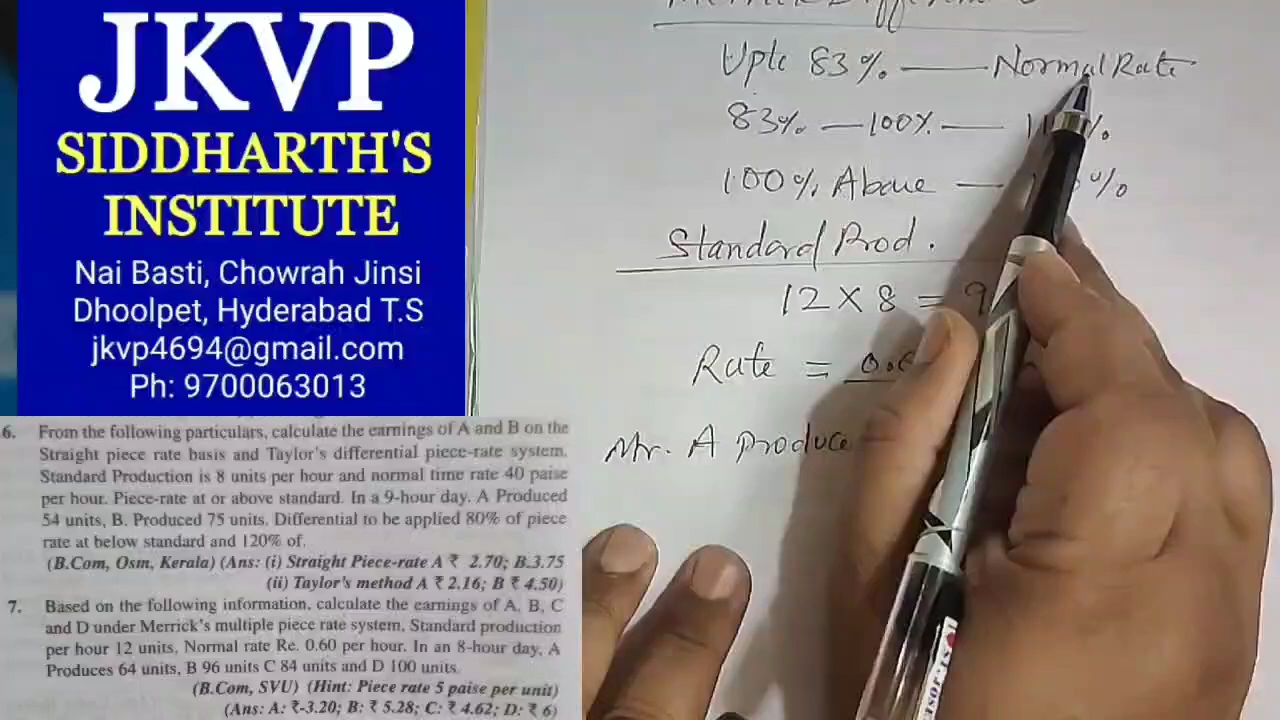 JKVP
SIDDHARTH'S
INSTITUTE
Nai Basti, Chowrah Jinsi
Dhoolpet, Hyderabad T.S
jkvp4694@gmail.com
Ph: 9700063013
6. From the following particulars, calculate the earnings of A and B on the
Straight piece rate basis and Taylor's differential piece-rate system.
Standard Production is 8 units per hour and normal time rate 40 paise
per hour. Piece-rate at or above standard. In a 9-hour day. A Produced
54 units, B. Produced 75 units. Differential to be applied 80% of piece
rate at below standard and 120% of.
(B.Com, Osm, Kerala) (Ans: (i) Straight Piece-rate A ₹ 2.70; B.3.75
(ii) Taylor's method A ₹ 2.16; B ₹ 4.50)
7. Based on the following information, calculate the earnings of A, B, C
and D under Merrick's multiple piece rate system. Standard production
per hour 12 units, Normal rate Re. 0.60 per hour. In an 8-hour day, A
Produces 64 units, B 96 units C 84 units and D 100 units.
(B.Com, SVU) (Hint: Piece rate 5 paise per unit)
(Ans: A: ₹-3.20; B: ₹ 5.28; C: ₹ 4.62; D: ₹ 6)
Upto 83% — Normal Rate
83% — 100% — %
100% Above — %
Standard Prod.
12 X 8 = 9
Rate =
Mr. A Produce